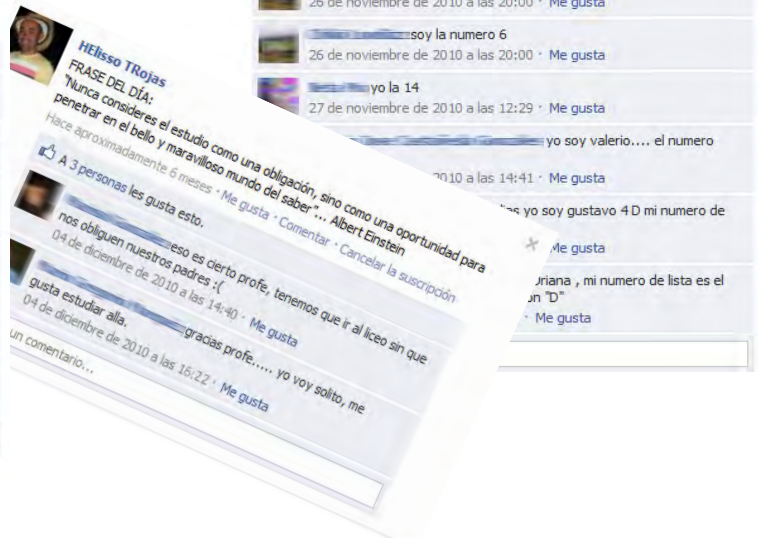 26 de noviembre de 2010 a las 20:00 · Me gusta
soy la numero 6
26 de noviembre de 2010 a las 20:00 · Me gusta
yo la 14
27 de noviembre de 2010 a las 12:29 · Me gusta
yo soy valerio.... el numero
2010 a las 14:41 · Me gusta
yo soy gustavo 4 D mi numero de
Me gusta
, mi numero de lista es el
"D"
· Me gusta
HElisso TRojas
FRASE DEL DÍA:
"Nunca consideres el estudio como una obligación, sino como una oportunidad para
penetrar en el bello y maravilloso mundo del saber"... Albert Einstein
Hace aproximadamente 6 meses · Me gusta · Comentar · Cancelar la suscripción
A 3 personas les gusta esto.
eso es cierto profe, tenemos que ir al liceo sin que
nos obliguen nuestros padres :(
04 de diciembre de 2010 a las 14:40 · Me gusta
gracias profe..... yo voy solito, me
gusta estudiar alla.
04 de diciembre de 2010 a las 16:22 · Me gusta
un comentario...